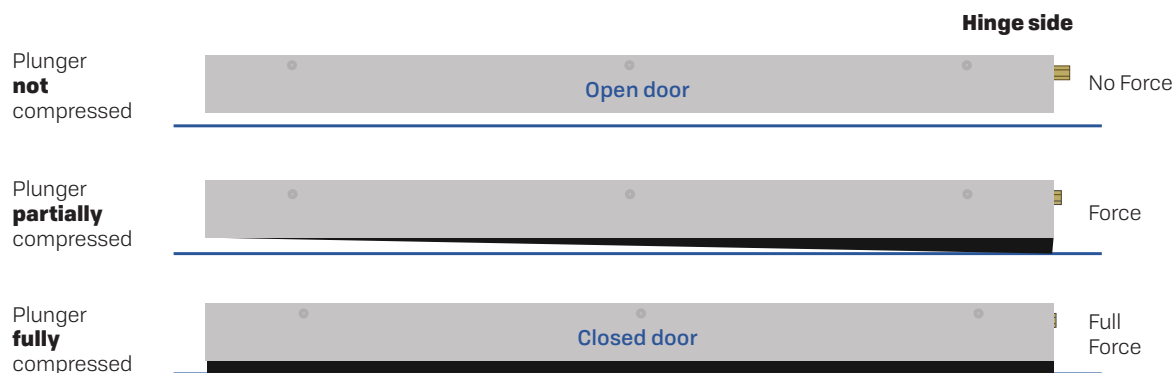 Hinge side
Plunger
not
compressed
Open door
No Force
Plunger
partially
compressed
Force
Plunger
fully
compressed
Closed door
Full
Force